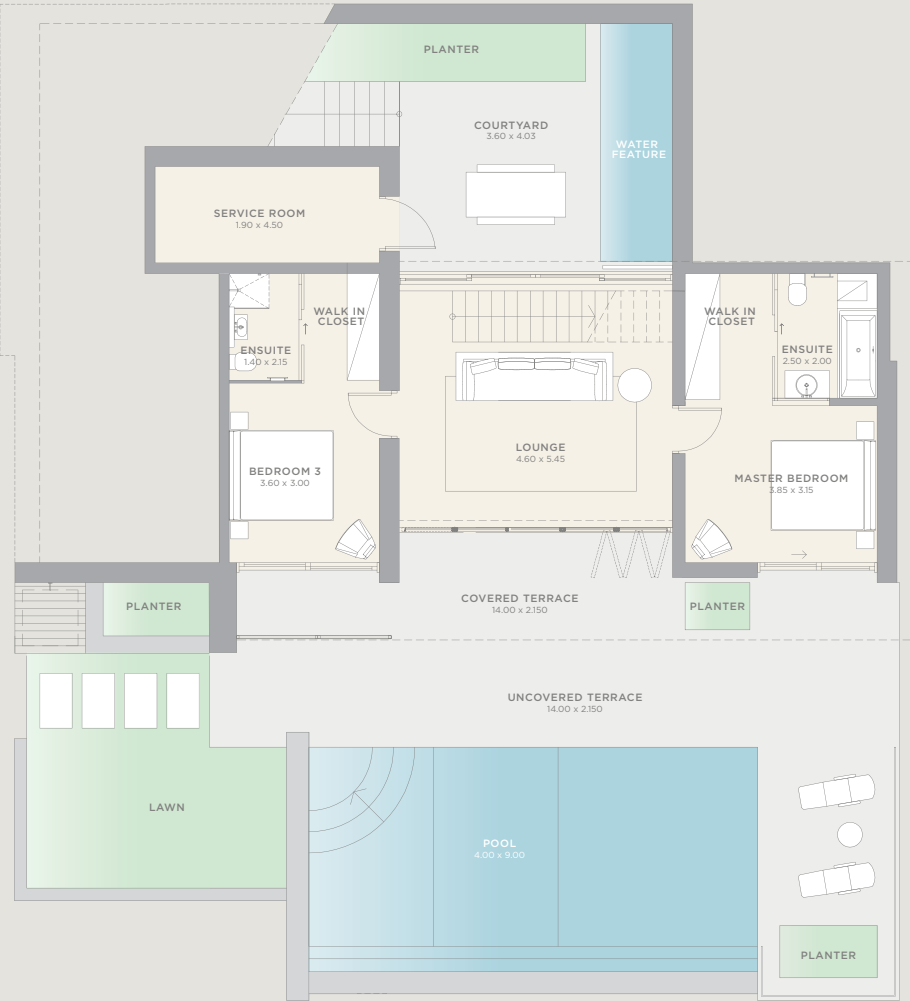 PLANTER
COURTYARD
3.60 x 4.03
WATER
FEATURE
SERVICE ROOM
1.90 x 4.50
WALK IN
CLOSET
ENSUITE
1.40 x 2.15
WALK IN
CLOSET
ENSUITE
2.50 x 2.00
LOUNGE
4.60 x 5.45
BEDROOM 3
3.60 x 3.00
MASTER BEDROOM
3.85 x 3.15
PLANTER
COVERED TERRACE
14.00 x 2.150
PLANTER
UNCOVERED TERRACE
14.00 x 2.150
LAWN
POOL
4.00 x 9.00
PLANTER